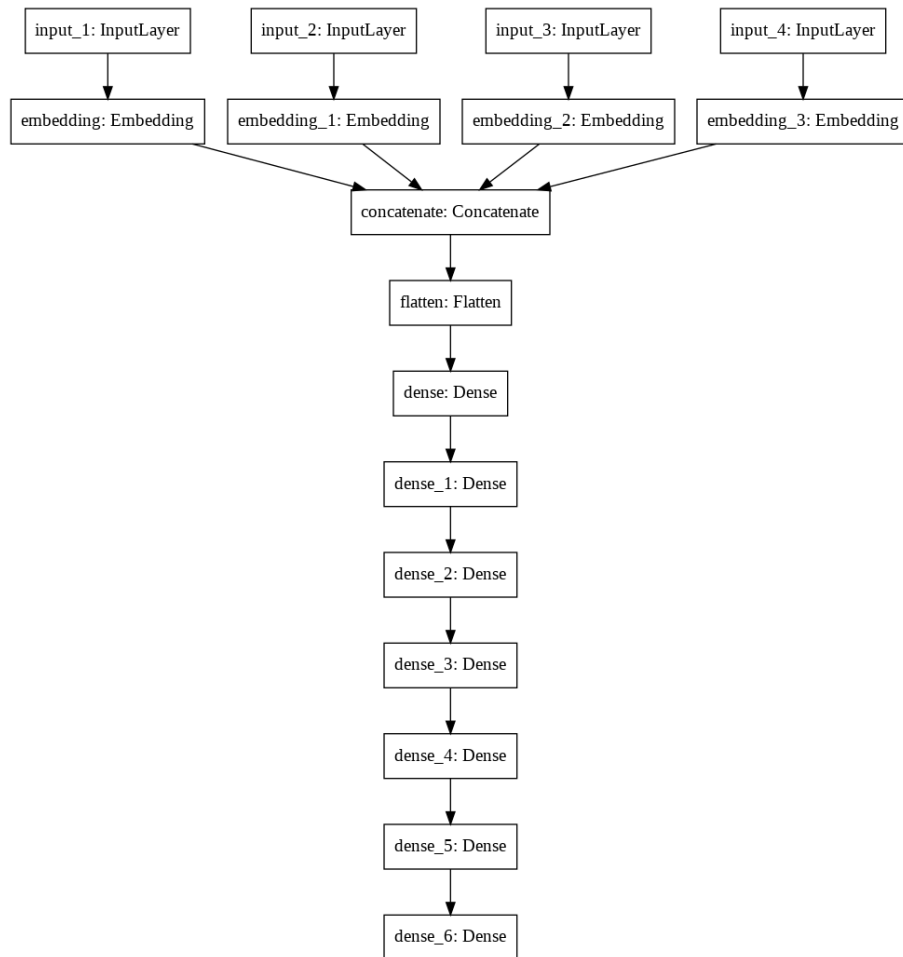 input_1: InputLayer
input_2: InputLayer
input_3: InputLayer
input_4: InputLayer
embedding: Embedding
embedding_1: Embedding
embedding_2: Embedding
embedding_3: Embedding
concatenate: Concatenate
flatten: Flatten
dense: Dense
dense_1: Dense
dense_2: Dense
dense_3: Dense
dense_4: Dense
dense_5: Dense
dense_6: Dense